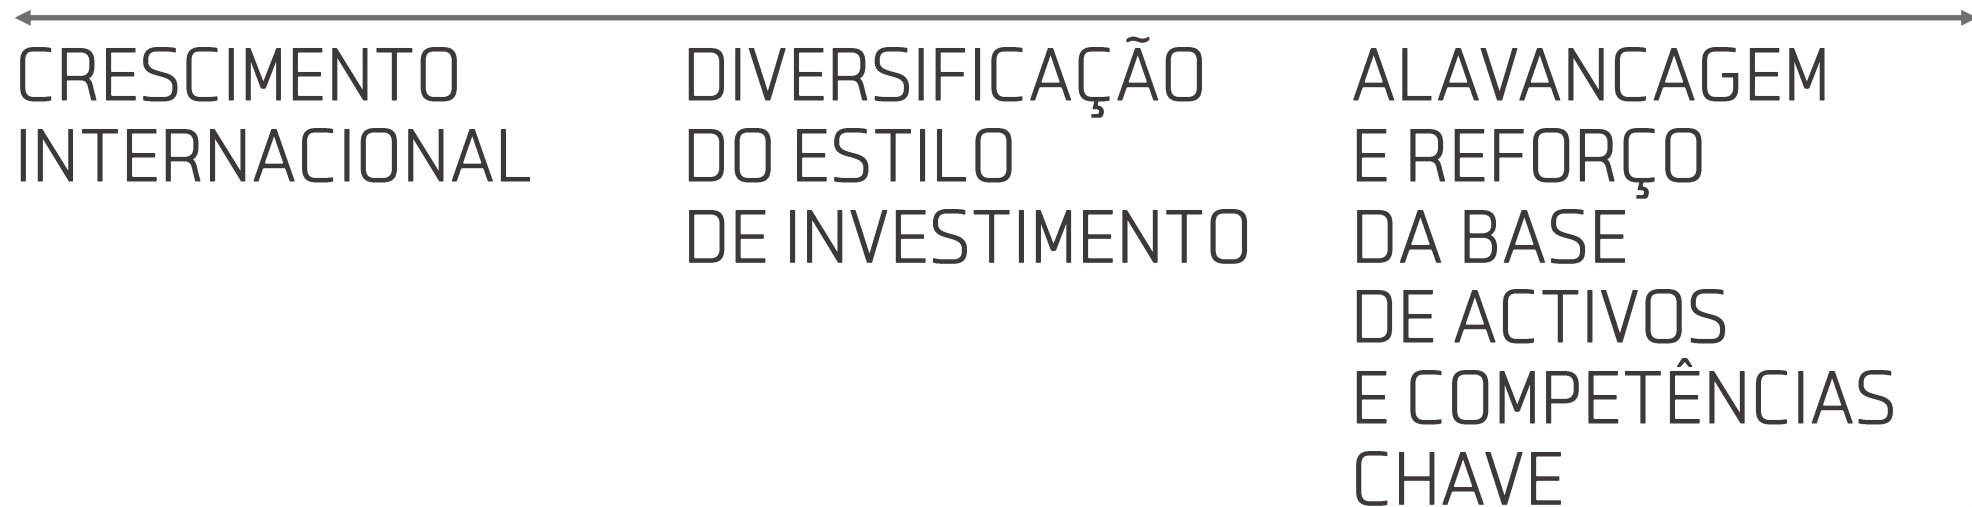 CRESCIMENTO
INTERNACIONAL
DIVERSIFICAÇÃO
DO ESTILO
DE INVESTIMENTO
ALAVANCAGEM
E REFORÇO
DA BASE
DE ACTIVOS
E COMPETÊNCIAS
CHAVE